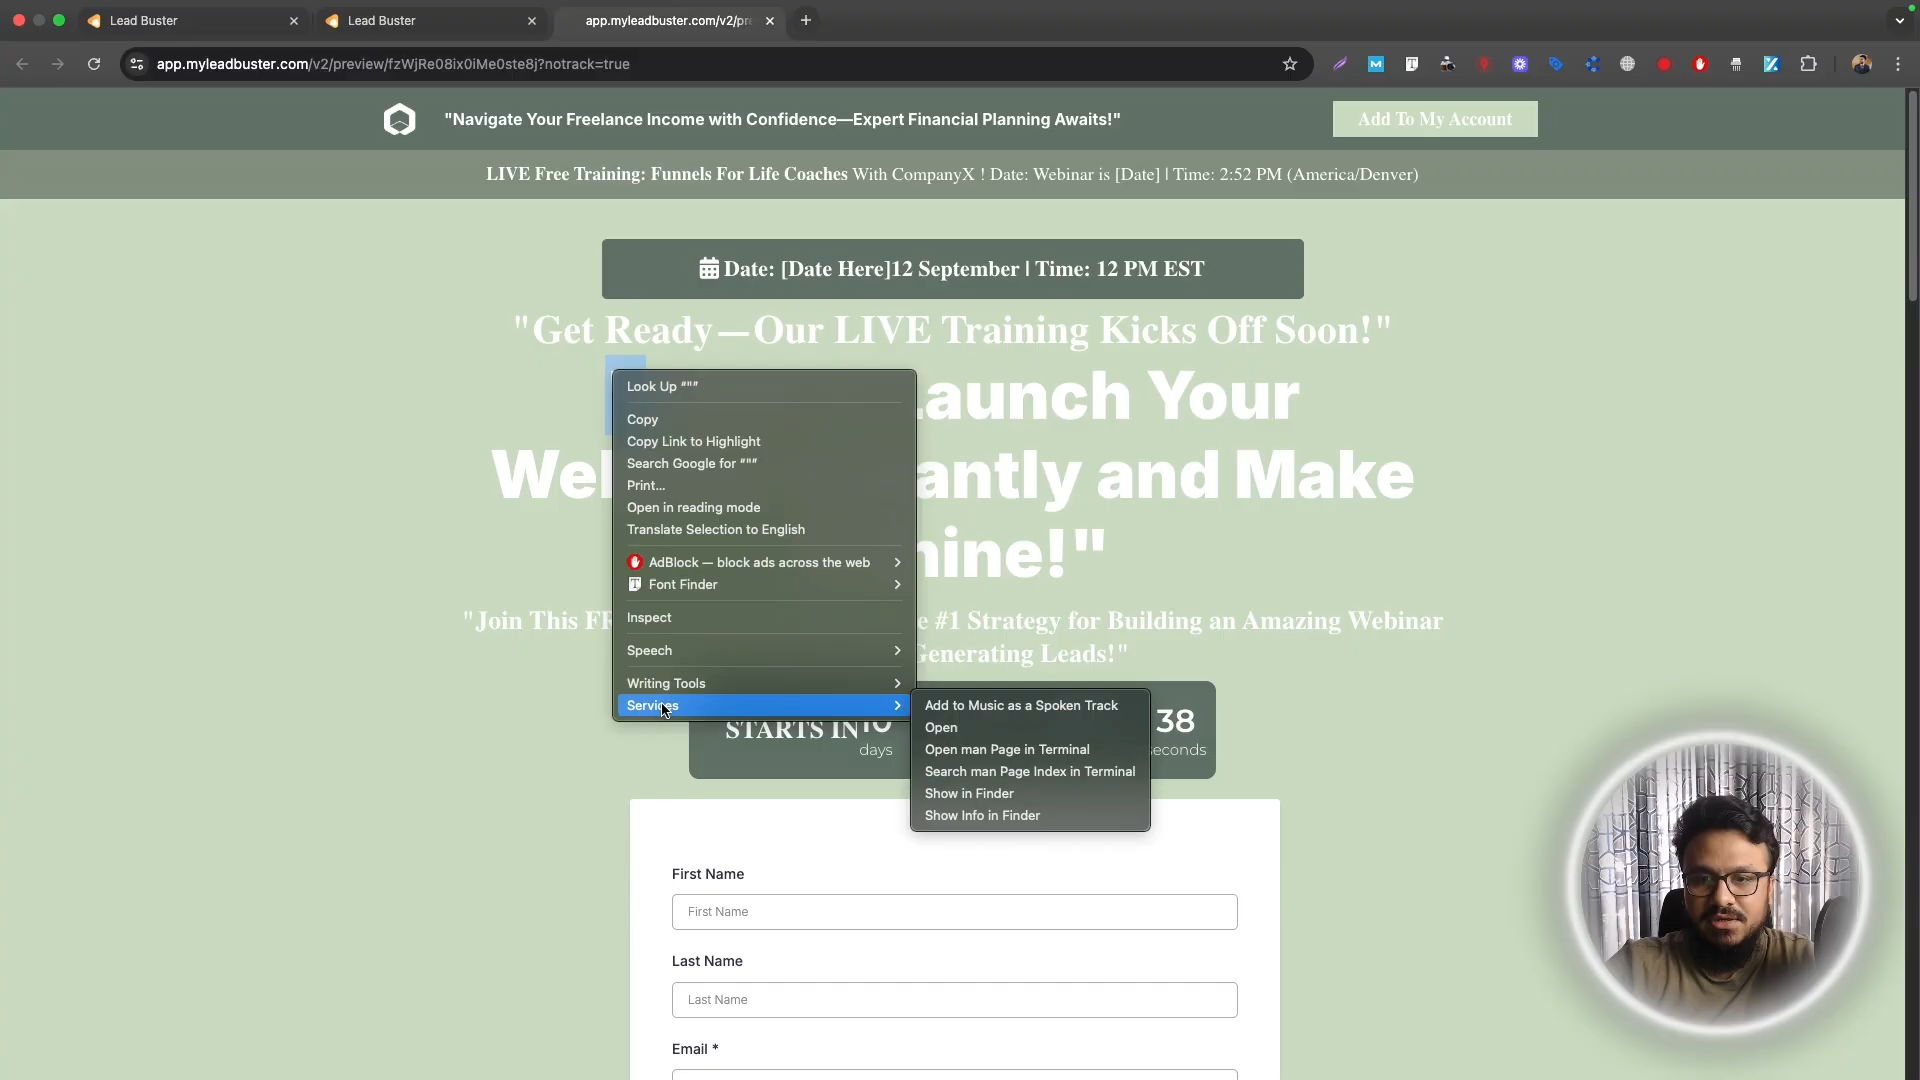 Lead Buster
Lead Buster
app.myleadbuster.com/v2/pr
app.myleadbuster.com/v2/preview/fzWjRe08ix0iMe0ste8j?notrack=true
"Navigate Your Freelance Income with Confidence—Expert Financial Planning Awaits!"
Add To My Account
LIVE Free Training: Funnels For Life Coaches With CompanyX ! Date: Webinar is [Date] | Time: 2:52 PM (America/Denver)
Date: [Date Here]12 September | Time: 12 PM EST
"Get Ready—Our LIVE Training Kicks Off Soon!"
Launch Your
antly and Make
"Join This
#1 Strategy for Building an Amazing Webinar
Generating Leads!"
Look Up “"”
Copy
Copy Link to Highlight
Search Google for “"”
Print...
Open in reading mode
Translate Selection to English
AdBlock — block ads across the web
Font Finder
Inspect
Speech
Writing Tools
Services
Add to Music as a Spoken Track
Open
Open man Page in Terminal
Search man Page Index in Terminal
Show in Finder
Show Info in Finder
STARTS IN
days
38
seconds
First Name
First Name
Last Name
Last Name
Email *